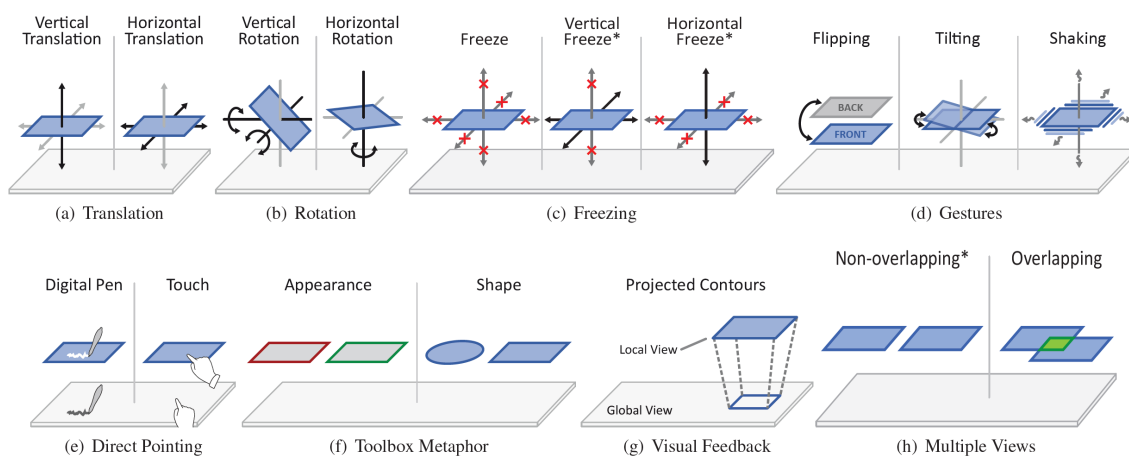 Vertical
Translation
Horizontal
Translation
(a) Translation
Vertical
Rotation
Horizontal
Rotation
(b) Rotation
Freeze
Vertical
Freeze*
Horizontal
Freeze*
(c) Freezing
Flipping
Tilting
Shaking
BACK
FRONT
(d) Gestures
Digital Pen
Touch
(e) Direct Pointing
Appearance
Shape
(f) Toolbox Metaphor
Projected Contours
Local View
Global View
(g) Visual Feedback
Non-overlapping*
Overlapping
(h) Multiple Views